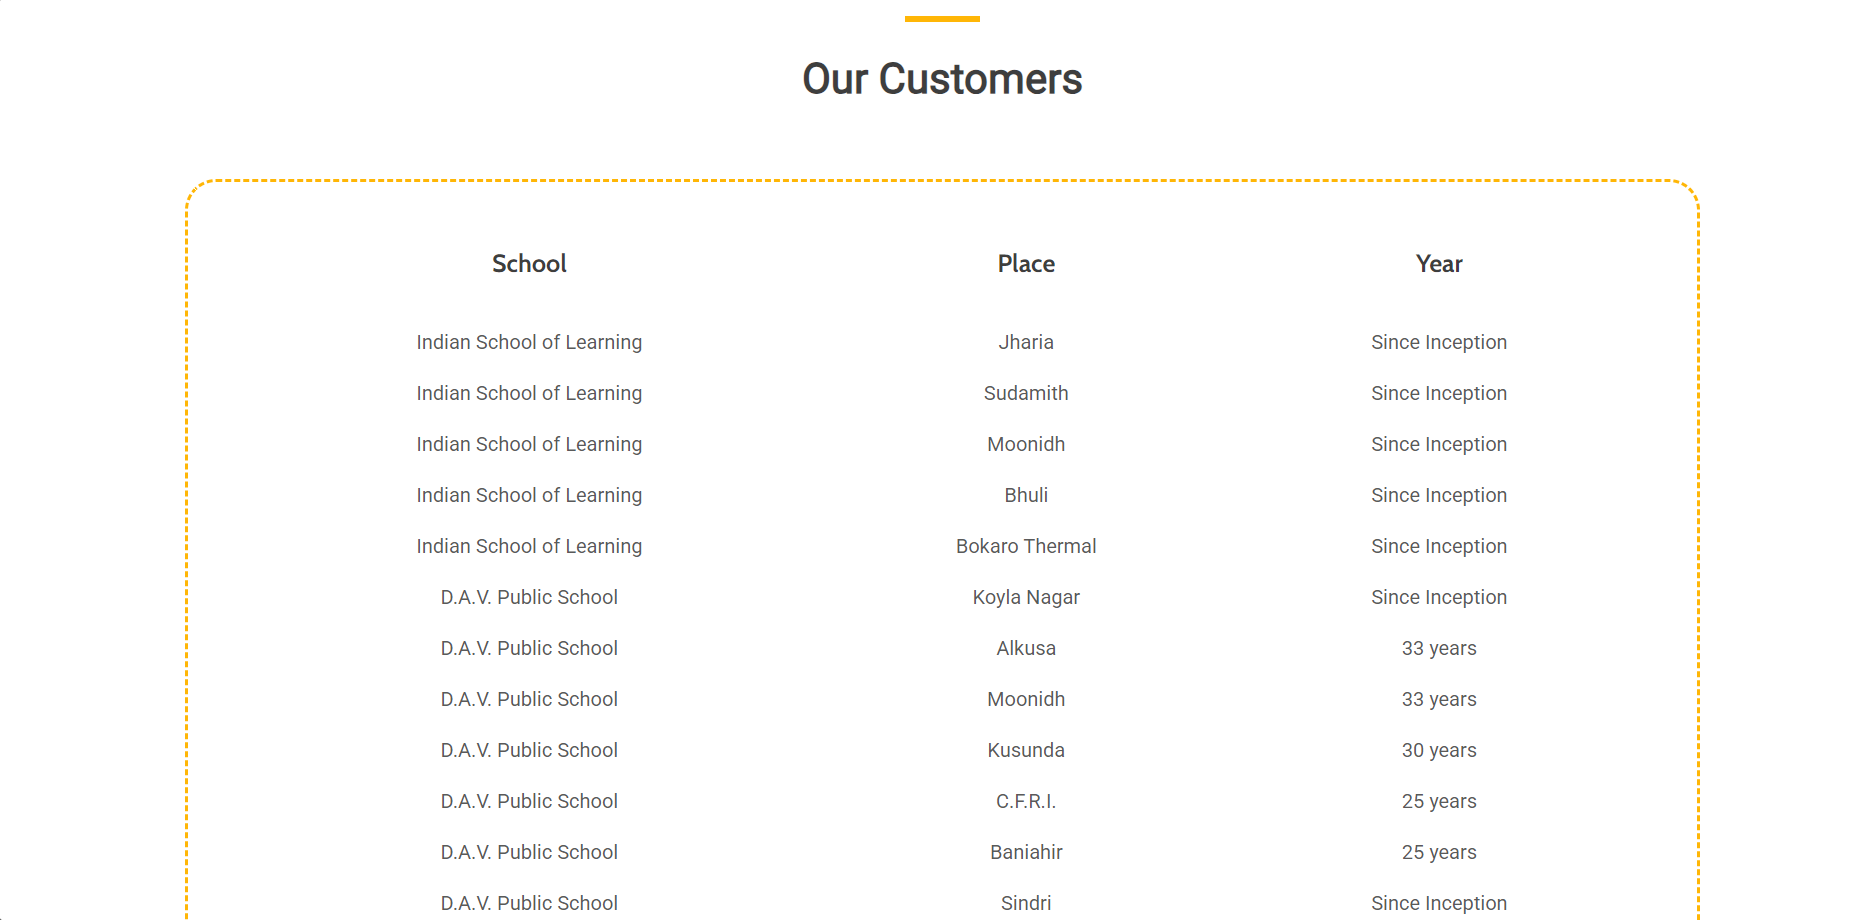 Our Customers
School Place Year
Indian School of Learning Jharia Since Inception
Indian School of Learning Sudamith Since Inception
Indian School of Learning Moonidh Since Inception
Indian School of Learning Bhuli Since Inception
Indian School of Learning Bokaro Thermal Since Inception
D.A.V. Public School Koyla Nagar Since Inception
D.A.V. Public School Alkusa 33 years
D.A.V. Public School Moonidh 33 years
D.A.V. Public School Kusunda 30 years
D.A.V. Public School C.F.R.I. 25 years
D.A.V. Public School Baniahir 25 years
D.A.V. Public School Sindri Since Inception